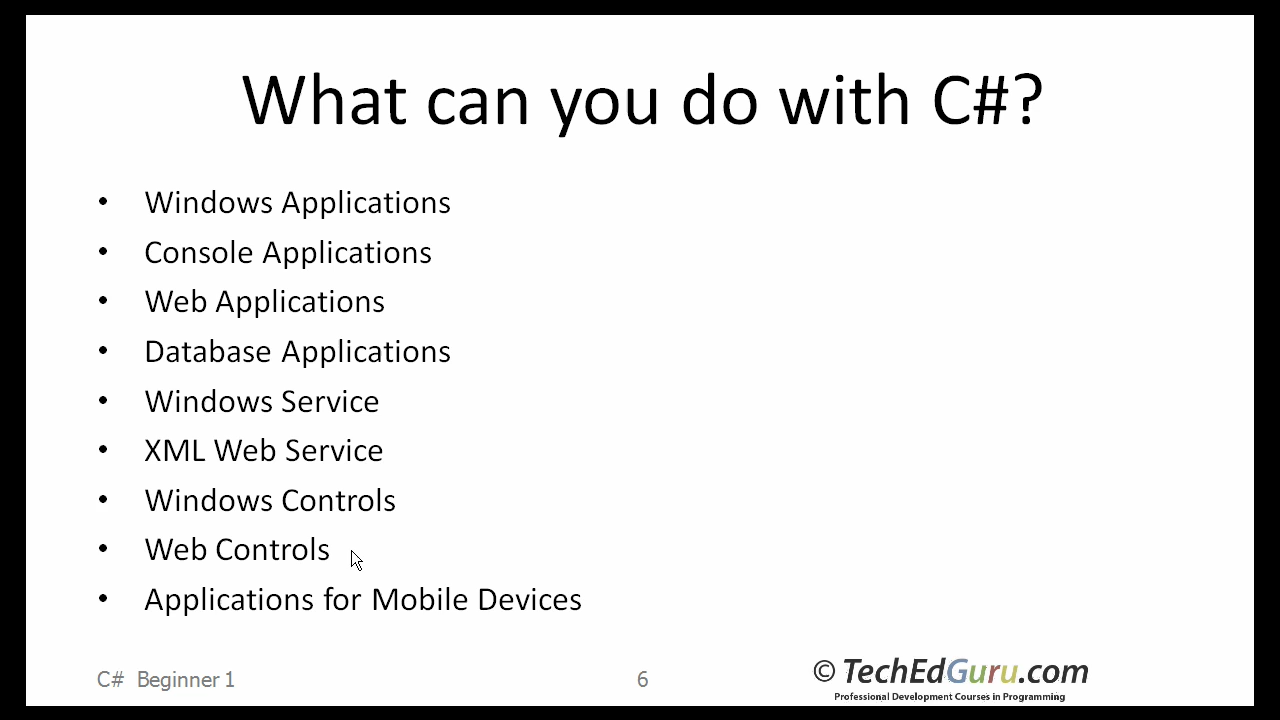 What can you do with C#?
• Windows Applications
• Console Applications
• Web Applications
• Database Applications
• Windows Service
• XML Web Service
• Windows Controls
• Web Controls
• Applications for Mobile Devices
C# Beginner 1
6
© TechEdGuru.com
Professional Development Courses in Programming